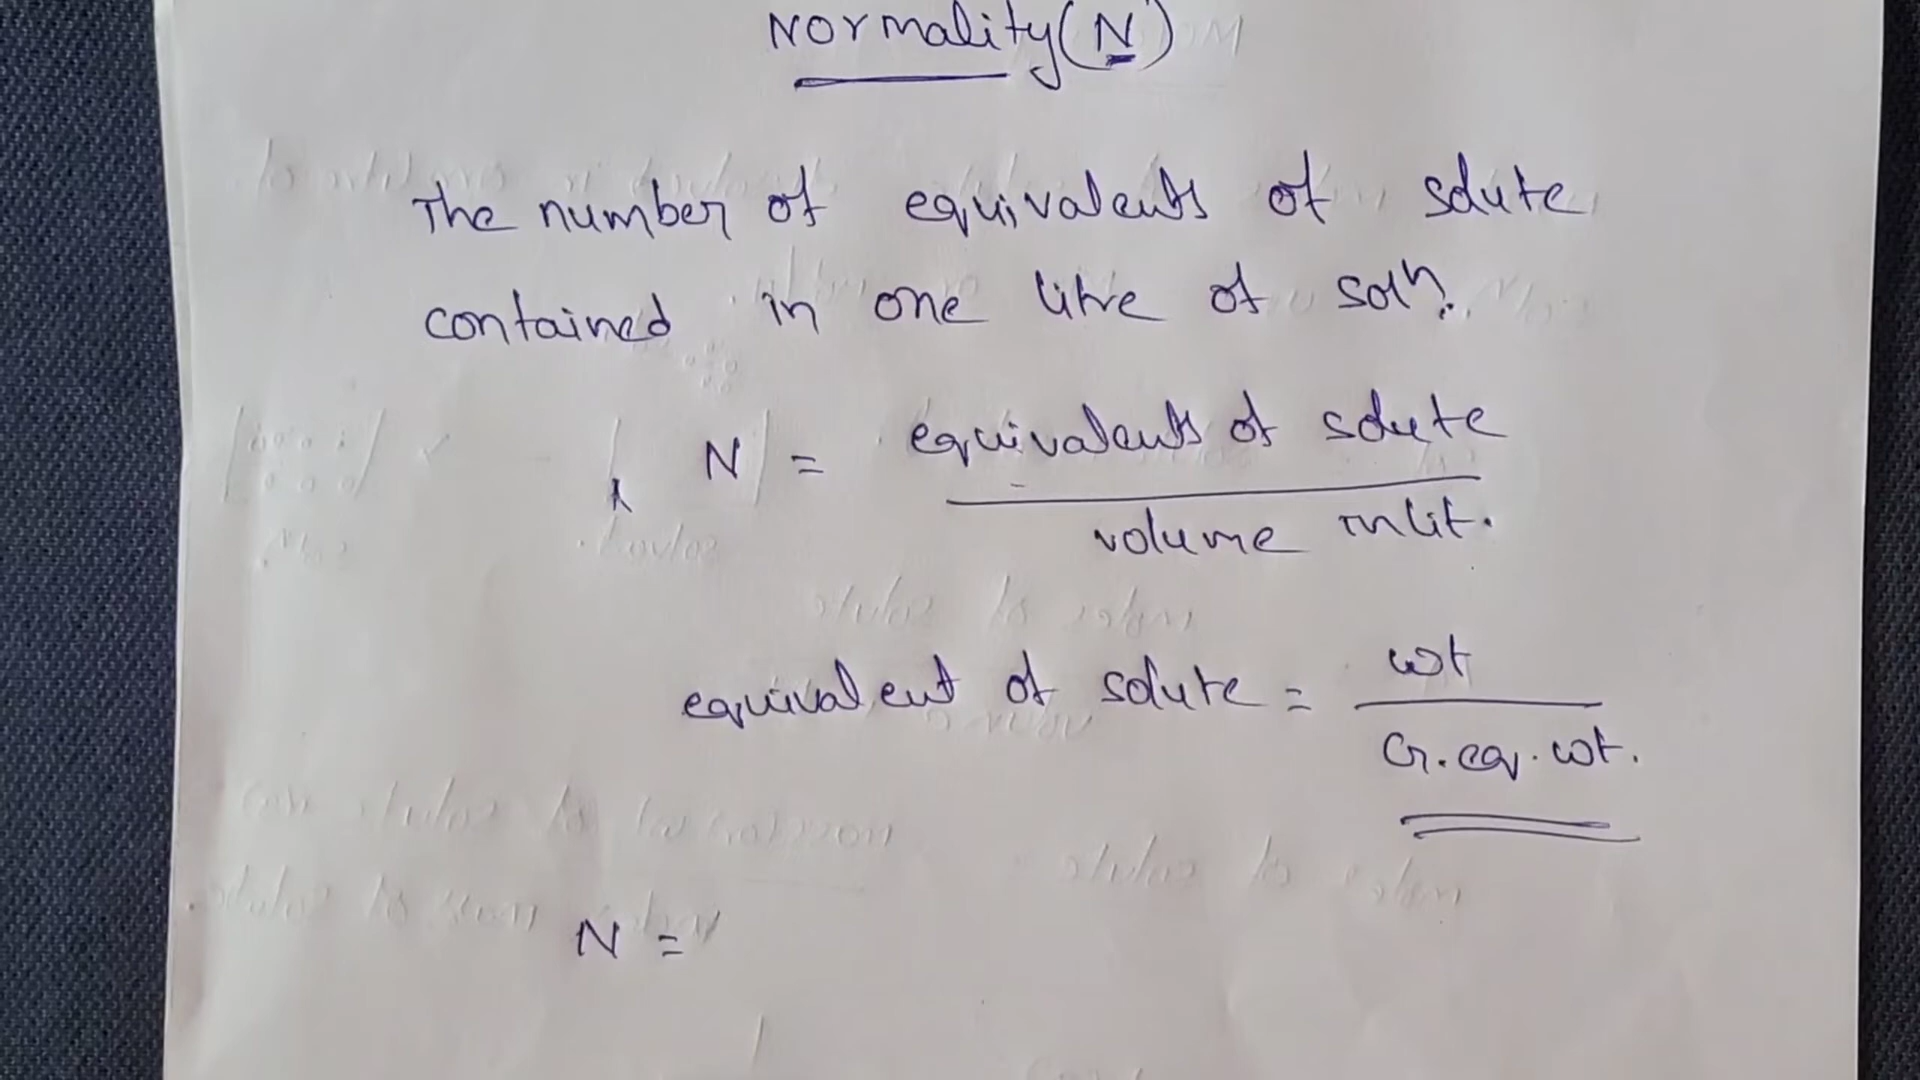 Normality (N)
The number of equivalents of solute
contained in one litre of soln.
N = equivalents of solute
volume in lit.
equivalent of solute = wt
G.eq.wt.
N =